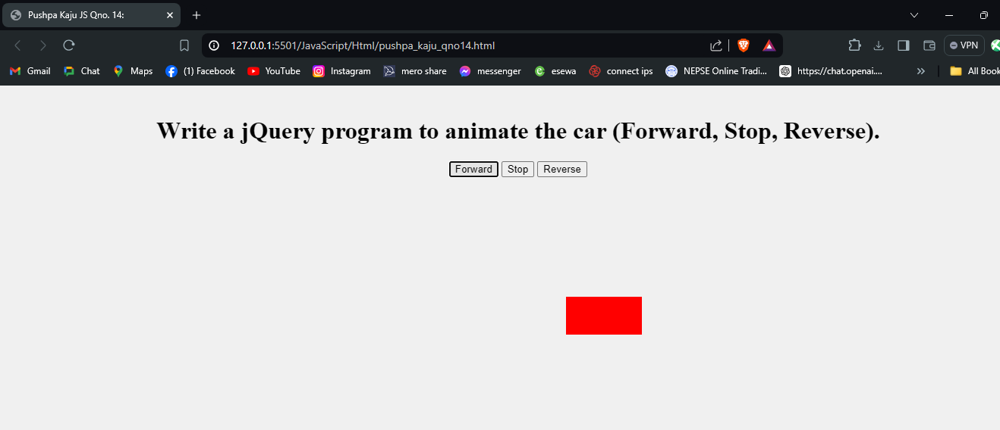 Pushpa Kaju JS Qno. 14:
127.0.0.1:5501/JavaScript/Html/pushpa_kaju_qno14.html
VPN
Gmail Chat Maps (1) Facebook YouTube Instagram mero share messenger esewa connect ips NEPSE Online Tradi... https://chat.openai.... » All Book
Write a jQuery program to animate the car (Forward, Stop, Reverse).
Forward Stop Reverse